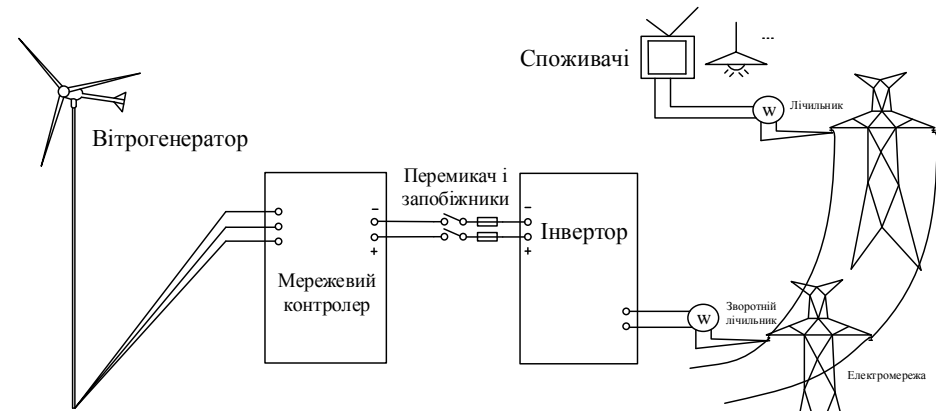 Споживачі
---
W
Лічильник
Вітрогенератор
Перемикач і
запобіжники
–
–
Інвертор
+
+
Мережевий
контролер
Зворотній
лічильник
W
Електромережа